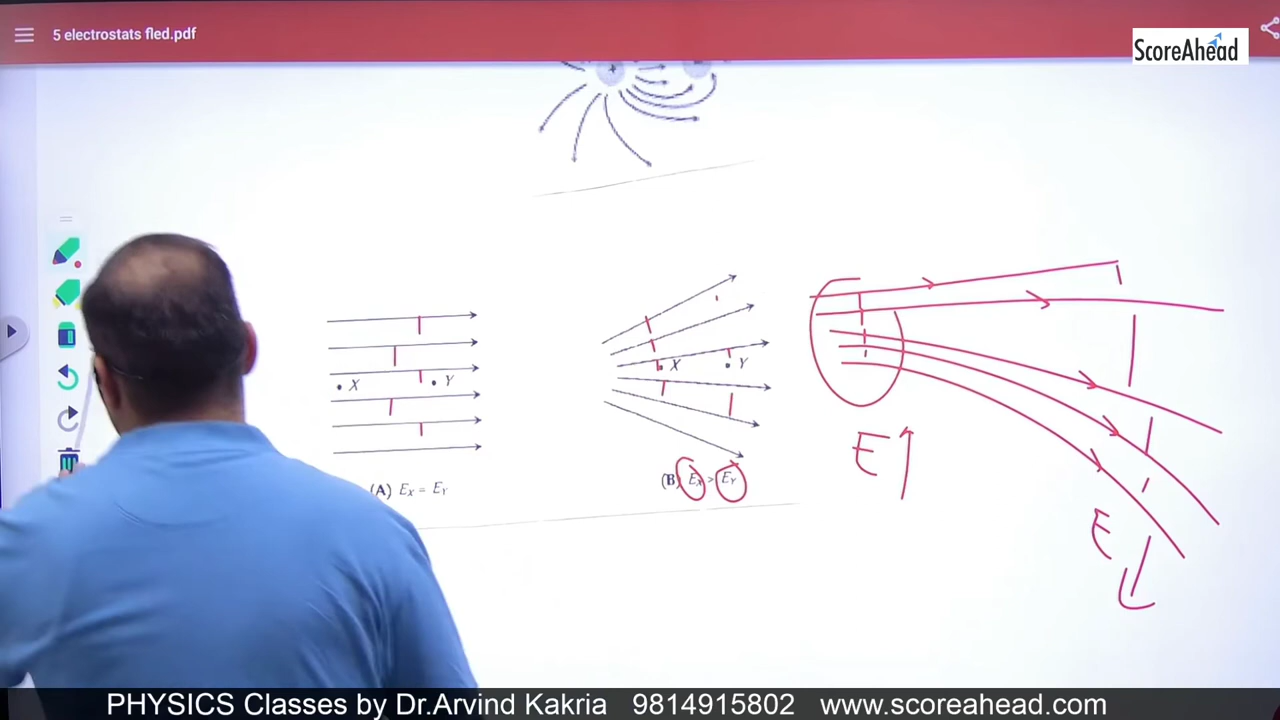 5 electrostats fled.pdf
ScoreAhead
+
X
Y
X
Y
E↑
(A) EX = EY
(B) EX > EY
E↓
PHYSICS Classes by Dr.Arvind Kakria 9814915802 www.scoreahead.com